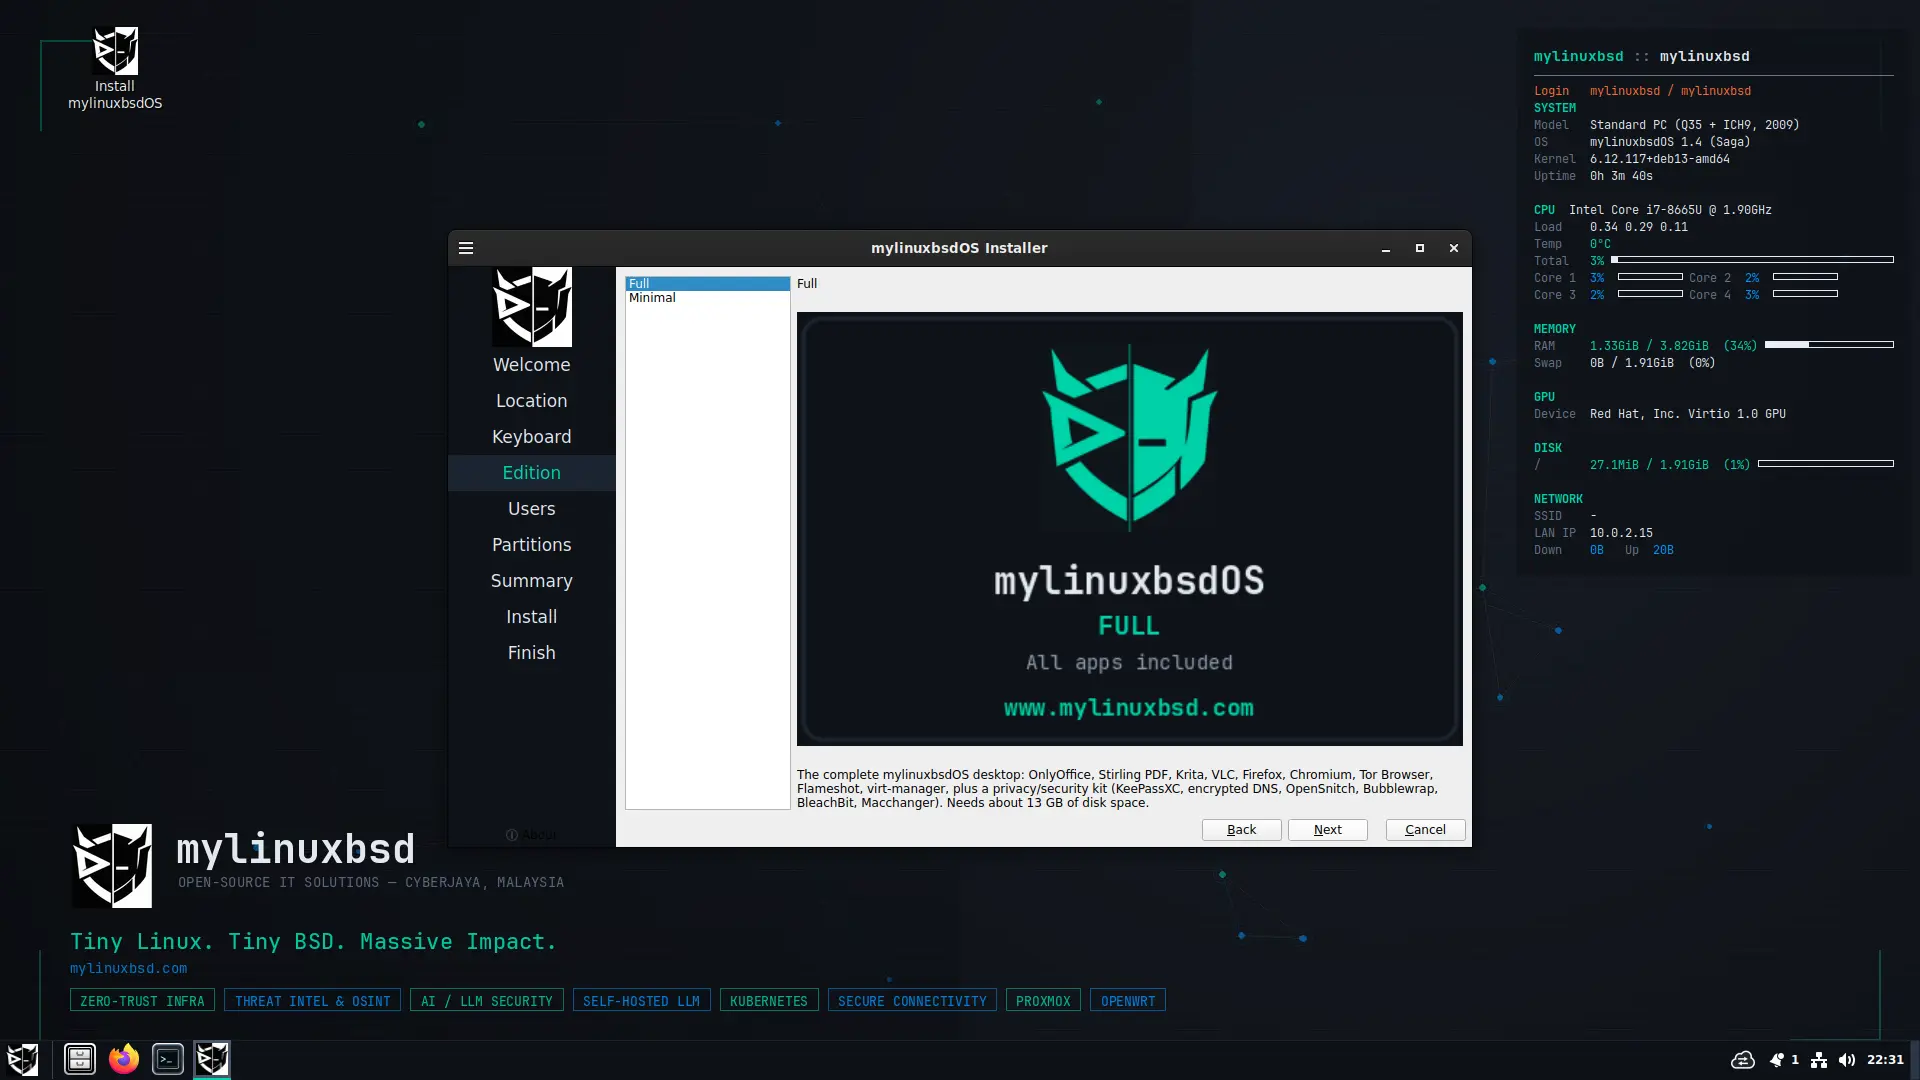 Install
mylinuxbsdOS
mylinuxbsd :: mylinuxbsd
Login mylinuxbsd / mylinuxbsd
SYSTEM
Model Standard PC (Q35 + ICH9, 2009)
OS mylinuxbsdOS 1.4 (Saga)
Kernel 6.12.117+deb13-amd64
Uptime 0h 3m 40s
CPU Intel Core i7-8665U @ 1.90GHz
Load 0.34 0.29 0.11
Temp 0°C
Total 3%
Core 1 3% Core 2 2%
Core 3 2% Core 4 3%
MEMORY
RAM 1.33GiB / 3.82GiB (34%)
Swap 0B / 1.91GiB (0%)
GPU
Device Red Hat, Inc. Virtio 1.0 GPU
DISK
/ 27.1MiB / 1.91GiB (1%)
NETWORK
SSID -
LAN IP 10.0.2.15
Down 0B Up 20B
mylinuxbsdOS Installer
Welcome
Location
Keyboard
Edition
Users
Partitions
Summary
Install
Finish
About
Full
Minimal
Full
mylinuxbsdOS
FULL
All apps included
www.mylinuxbsd.com
The complete mylinuxbsdOS desktop: OnlyOffice, Stirling PDF, Krita, VLC, Firefox, Chromium, Tor Browser,
Flameshot, virt-manager, plus a privacy/security kit (KeePassXC, encrypted DNS, OpenSnitch, Bubblewrap,
BleachBit, Macchanger). Needs about 13 GB of disk space.
Back Next Cancel
mylinuxbsd
OPEN-SOURCE IT SOLUTIONS — CYBERJAYA, MALAYSIA
Tiny Linux. Tiny BSD. Massive Impact.
mylinuxbsd.com
ZERO-TRUST INFRA THREAT INTEL & OSINT AI / LLM SECURITY SELF-HOSTED LLM KUBERNETES SECURE CONNECTIVITY PROXMOX OPENWRT
1 22:31